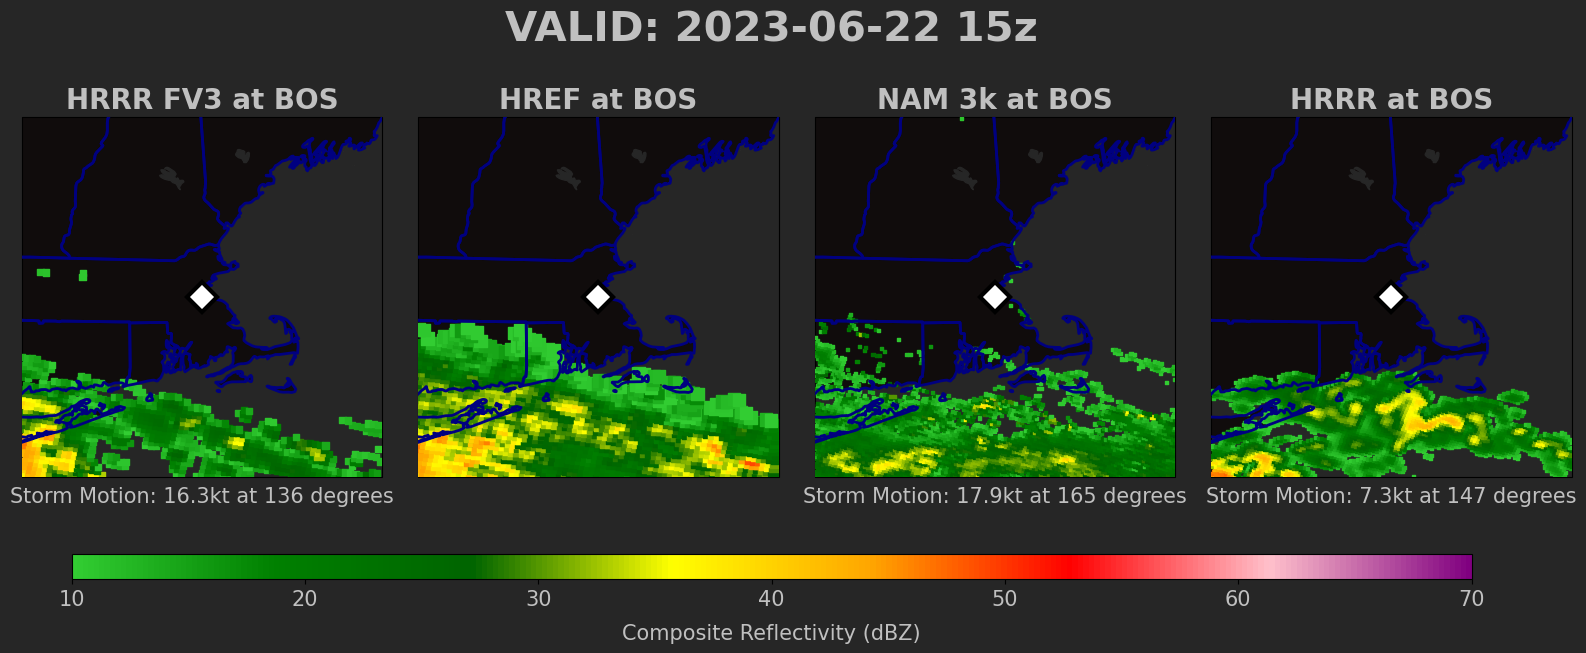 VALID: 2023-06-22 15z
HRRR FV3 at BOS
HREF at BOS
NAM 3k at BOS
HRRR at BOS
Storm Motion: 16.3kt at 136 degrees
Storm Motion: 17.9kt at 165 degrees
Storm Motion: 7.3kt at 147 degrees
10 20 30 40 50 60 70
Composite Reflectivity (dBZ)